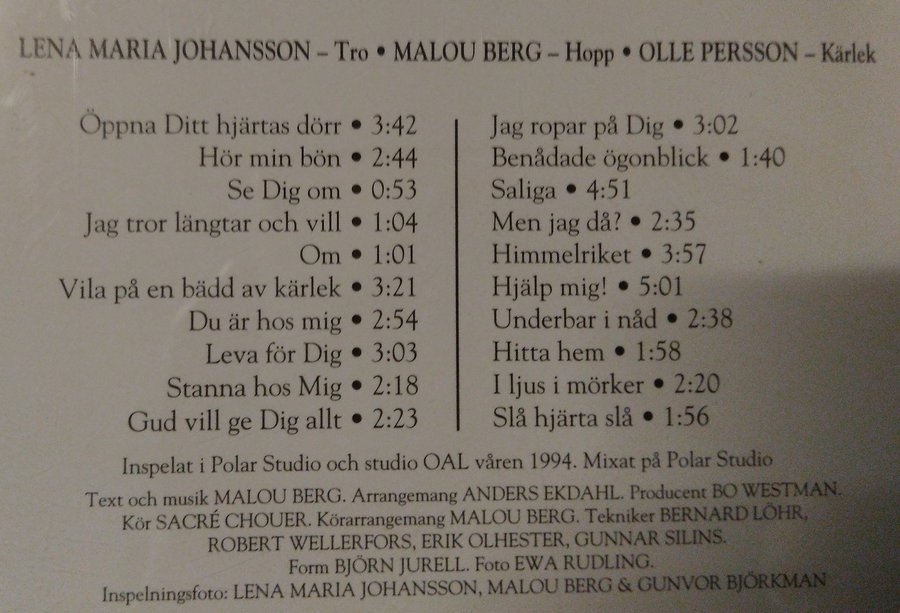 LENA MARIA JOHANSSON – Tro • MALOU BERG – Hopp • OLLE PERSSON – Kärlek
Öppna Ditt hjärtas dörr • 3:42
Hör min bön • 2:44
Se Dig om • 0:53
Jag tror längtar och vill • 1:04
Om • 1:01
Vila på en bädd av kärlek • 3:21
Du är hos mig • 2:54
Leva för Dig • 3:03
Stanna hos Mig • 2:18
Gud vill ge Dig allt • 2:23
Jag ropar på Dig • 3:02
Benådade ögonblick • 1:40
Saliga • 4:51
Men jag då? • 2:35
Himmelriket • 3:57
Hjälp mig! • 5:01
Underbar i nåd • 2:38
Hitta hem • 1:58
I ljus i mörker • 2:20
Slå hjärta slå • 1:56
Inspelat i Polar Studio och studio OAL våren 1994. Mixat på Polar Studio
Text och musik MALOU BERG. Arrangemang ANDERS EKDAHL. Producent BO WESTMAN.
Kör SACRÉ CHOUER. Körarrangemang MALOU BERG. Tekniker BERNARD LÖHR,
ROBERT WELLERFORS, ERIK OLHESTER, GUNNAR SILINS.
Form BJÖRN JURELL. Foto EWA RUDLING.
Inspelningsfoto: LENA MARIA JOHANSSON, MALOU BERG & GUNVOR BJÖRKMAN